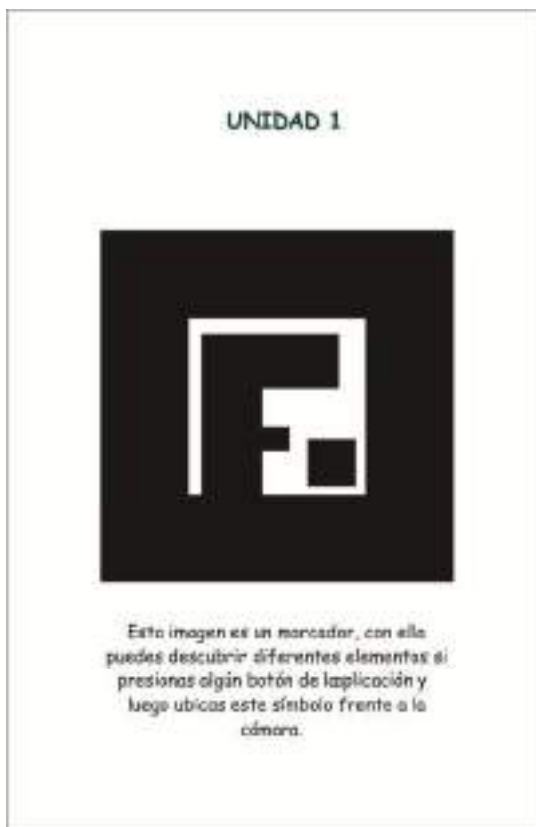 UNIDAD 1
Esta imagen es un marcador, con ella
puedes descubrir diferentes elementos si
presionas algún botón de laaplicación y
luego ubicas este símbolo frente a la
cámara.